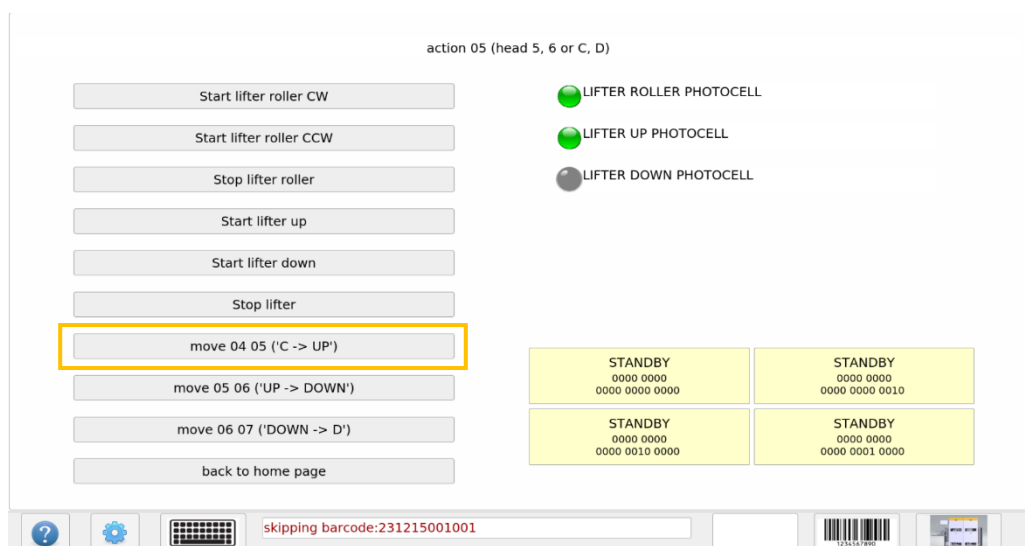 action 05 (head 5, 6 or C, D)
Start lifter roller CW
Start lifter roller CCW
Stop lifter roller
Start lifter up
Start lifter down
Stop lifter
move 04 05 ('C -> UP')
move 05 06 ('UP -> DOWN')
move 06 07 ('DOWN -> D')
back to home page
LIFTER ROLLER PHOTOCELL
LIFTER UP PHOTOCELL
LIFTER DOWN PHOTOCELL
STANDBY
0000 0000
0000 0000 0000
STANDBY
0000 0000
0000 0000 0010
STANDBY
0000 0000
0000 0010 0000
STANDBY
0000 0000
0000 0001 0000
?
skipping barcode:231215001001
1234567890